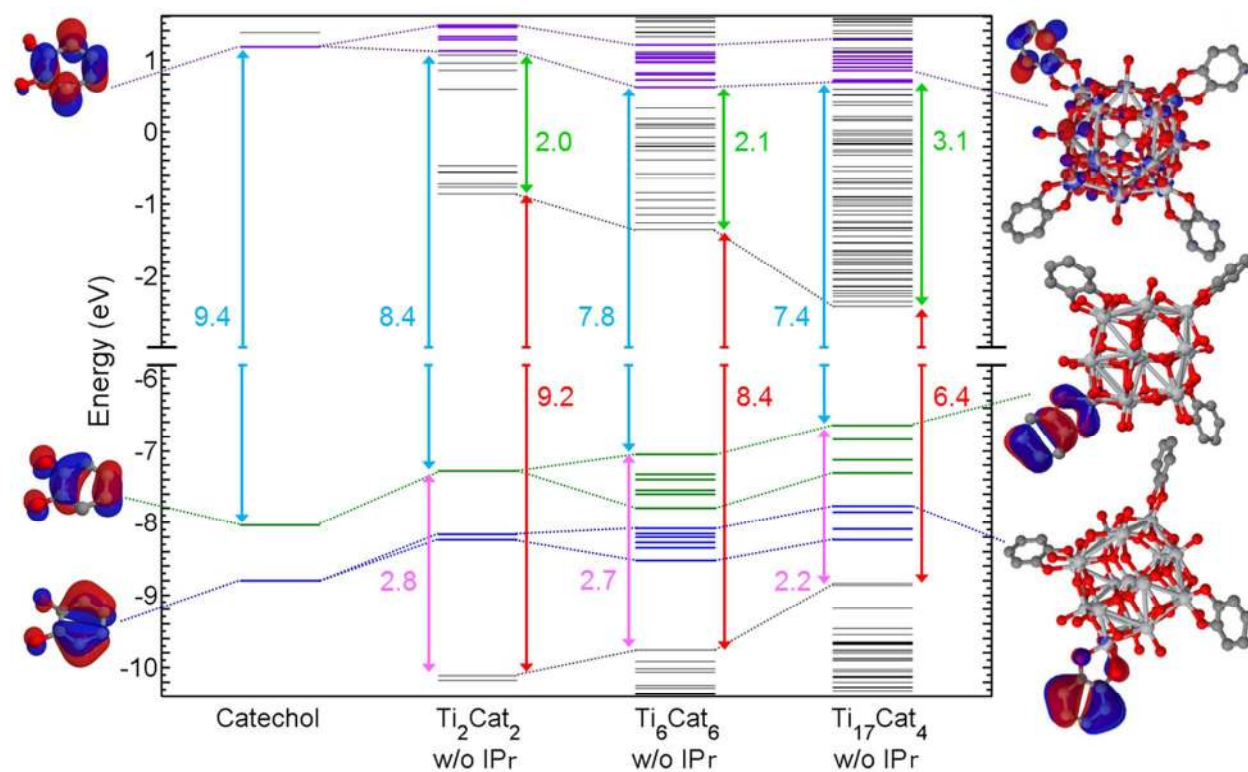 Energy (eV)
1
0
-1
-2
-6
-7
-8
-9
-10
9.4
8.4
2.0
9.2
2.8
7.8
2.1
8.4
2.7
7.4
3.1
6.4
2.2
Catechol
Ti₂Cat₂
w/o IPr
Ti₆Cat₆
w/o IPr
Ti₁₇Cat₄
w/o IPr